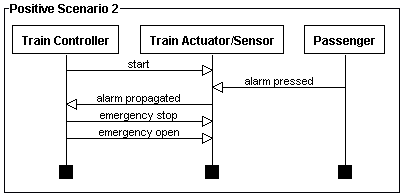 Positive Scenario 2
Train Controller
Train Actuator/Sensor
Passenger
start
alarm pressed
alarm propagated
emergency stop
emergency open